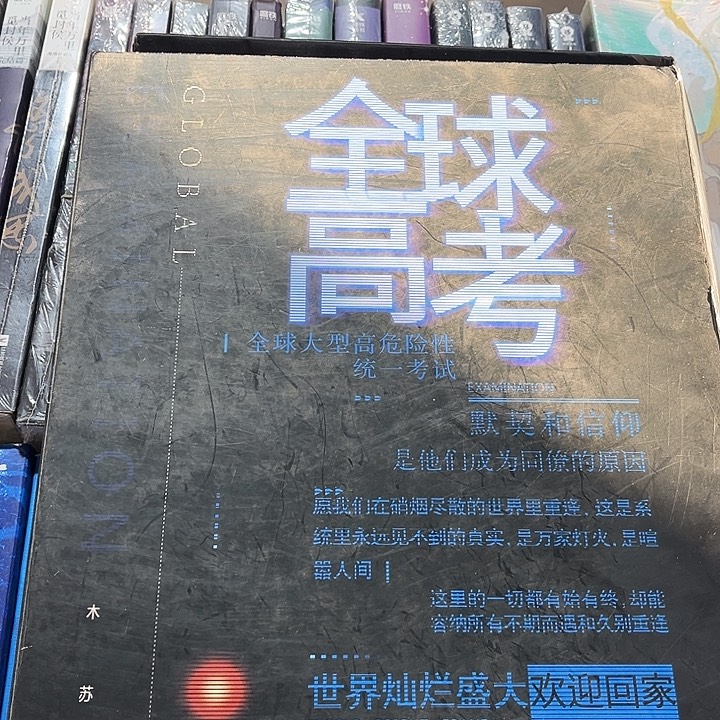 全球
高考
GLOBAL
EXAMINATION
全球大型高危险性
统一考试
EXAMINATION
默契和信仰
是他们成为同僚的原因
愿我们在硝烟尽散的世界里重逢，这是系
统里永远见不到的真实，是万家灯火，是喧
嚣人间
这里的一切都有始有终，却能
容纳所有不期而遇和久别重逢
世界灿烂盛大欢迎回家
木
苏